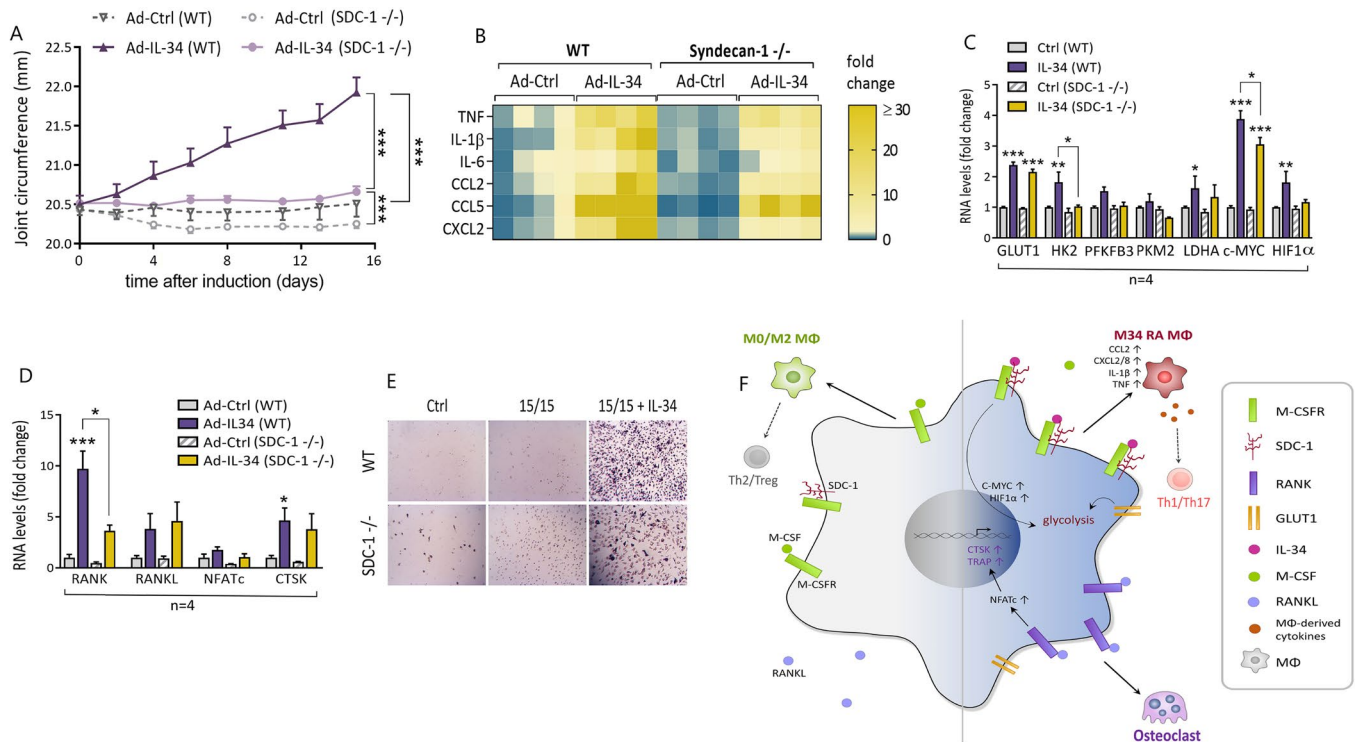 A
Ad-Ctrl (WT)
Ad-Ctrl (SDC-1 -/-)
Ad-IL-34 (WT)
Ad-IL-34 (SDC-1 -/-)
Joint circumference (mm)
22.5
22.0
21.5
21.0
20.5
20.0
0
4
8
12
16
time after induction (days)
***
***
***
B
WT
Syndecan-1 -/-
Ad-Ctrl
Ad-IL-34
Ad-Ctrl
Ad-IL-34
TNF
IL-1β
IL-6
CCL2
CCL5
CXCL2
fold
change
≥ 30
20
10
0
C
Ctrl (WT)
IL-34 (WT)
Ctrl (SDC-1 -/-)
IL-34 (SDC-1 -/-)
RNA levels (fold change)
5
4
3
2
1
0
*** ***
** *
*
*** * ***
**
GLUT1 HK2 PFKFB3 PKM2 LDHA c-MYC HIF1α
n=4
D
Ad-Ctrl (WT)
Ad-IL34 (WT)
Ad-Ctrl (SDC-1 -/-)
Ad-IL-34 (SDC-1 -/-)
RNA levels (fold change)
15
10
5
0
***
*
*
RANK RANKL NFATc CTSK
n=4
E
Ctrl
15/15
15/15 + IL-34
WT
SDC-1 -/-
F
M0/M2 MΦ
Th2/Treg
M34 RA MΦ
CCL2 ↑
CXCL2/8 ↑
IL-1β ↑
TNF ↑
Th1/Th17
SDC-1
M-CSF
M-CSFR
C-MYC ↑
HIF1α ↑
glycolysis
CTSK ↑
TRAP ↑
NFATc ↑
RANKL
Osteoclast
M-CSFR
SDC-1
RANK
GLUT1
IL-34
M-CSF
RANKL
MΦ-derived
cytokines
MΦ